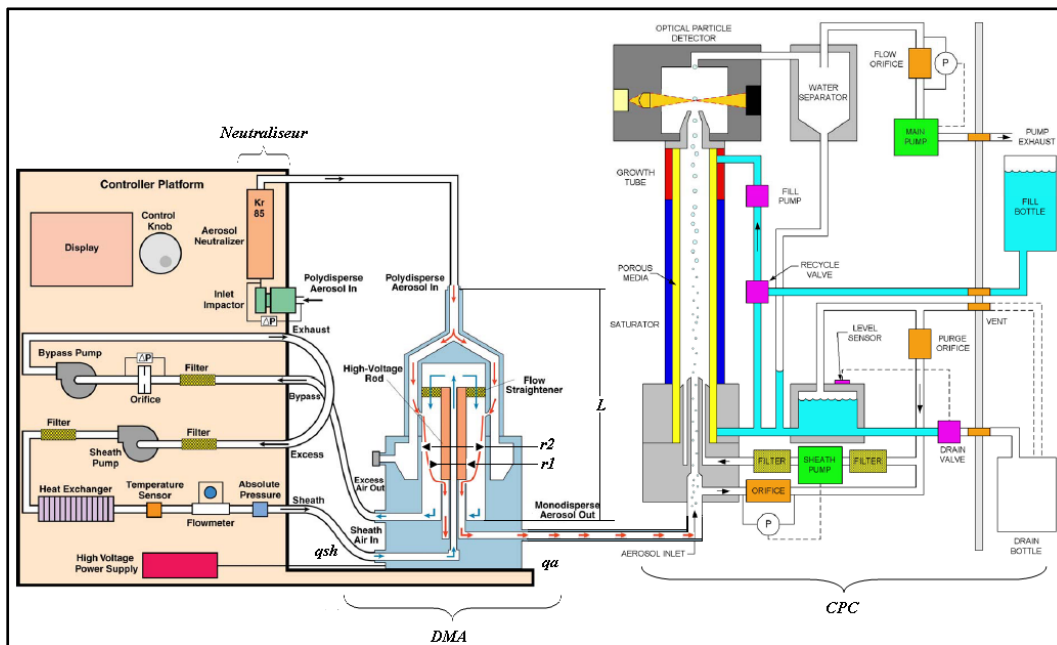 Neutraliseur
Controller Platform
Display
Control
Knob
Kr
85
Aerosol
Neutralizer
Polydisperse
Aerosol In
Inlet
Impactor
ΔP
Exhaust
Bypass Pump
ΔP
Filter
Orifice
Bypass
Filter
Filter
Sheath
Pump
Excess
Heat Exchanger
Temperature
Sensor
Absolute
Pressure
Flowmeter
Sheath
High Voltage
Power Supply
qsh
Polydisperse
Aerosol In
High-Voltage
Rod
Flow
Straightener
L
r2
r1
Excess
Air Out
Sheath
Air In
Monodisperse
Aerosol Out
qa
DMA
OPTICAL PARTICLE
DETECTOR
WATER
SEPARATOR
FLOW
ORIFICE
P
MAIN
PUMP
PUMP
EXHAUST
GROWTH
TUBE
FILL
PUMP
FILL
BOTTLE
POROUS
MEDIA
RECYCLE
VALVE
SATURATOR
LEVEL
SENSOR
VENT
PURGE
ORIFICE
FILTER
SHEATH
PUMP
FILTER
DRAIN
VALVE
ORIFICE
P
AEROSOL INLET
DRAIN
BOTTLE
CPC